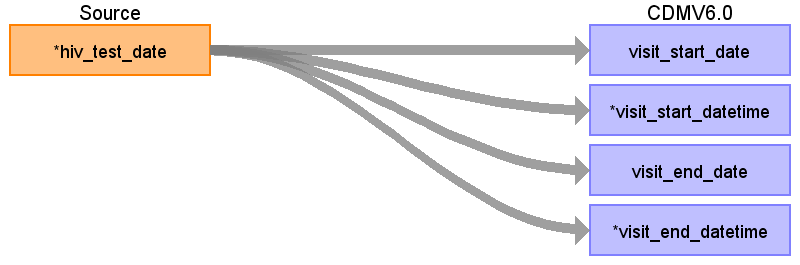 Source
CDMV6.0
*hiv_test_date
visit_start_date
*visit_start_datetime
visit_end_date
*visit_end_datetime